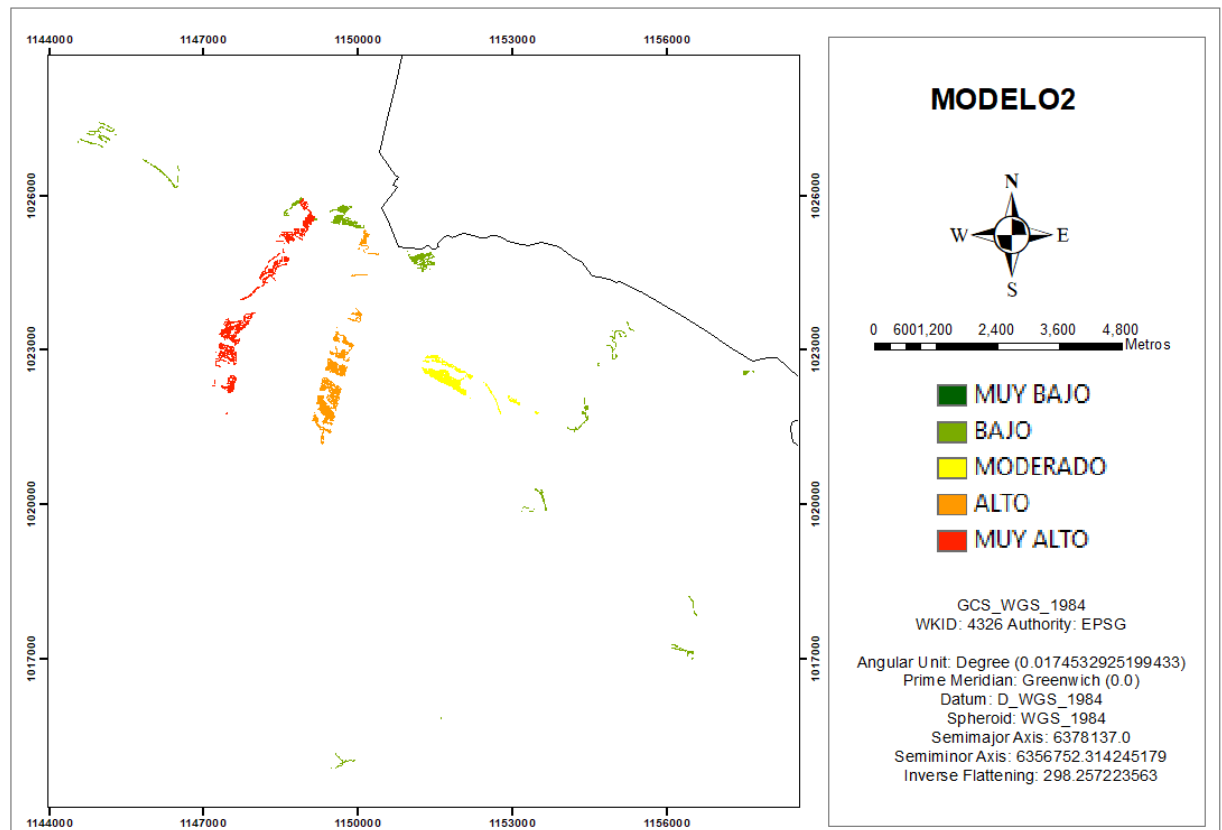 1144000 1147000 1150000 1153000 1156000
1026000 1026000
1023000 1023000
1020000 1020000
1017000 1017000
1144000 1147000 1150000 1153000 1156000
MODELO2
N
W E
S
0 6001,200 2,400 3,600 4,800
Metros
MUY BAJO
BAJO
MODERADO
ALTO
MUY ALTO
GCS_WGS_1984
WKID: 4326 Authority: EPSG
Angular Unit: Degree (0.0174532925199433)
Prime Meridian: Greenwich (0.0)
Datum: D_WGS_1984
Spheroid: WGS_1984
Semimajor Axis: 6378137.0
Semiminor Axis: 6356752.314245179
Inverse Flattening: 298.257223563